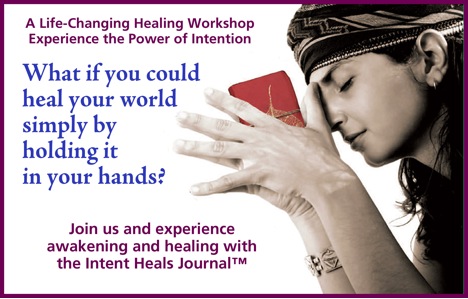 A Life-Changing Healing Workshop
Experience the Power of Intention
What if you could
heal your world
simply by
holding it
in your hands?
Join us and experience
awakening and healing with
the Intent Heals Journal™